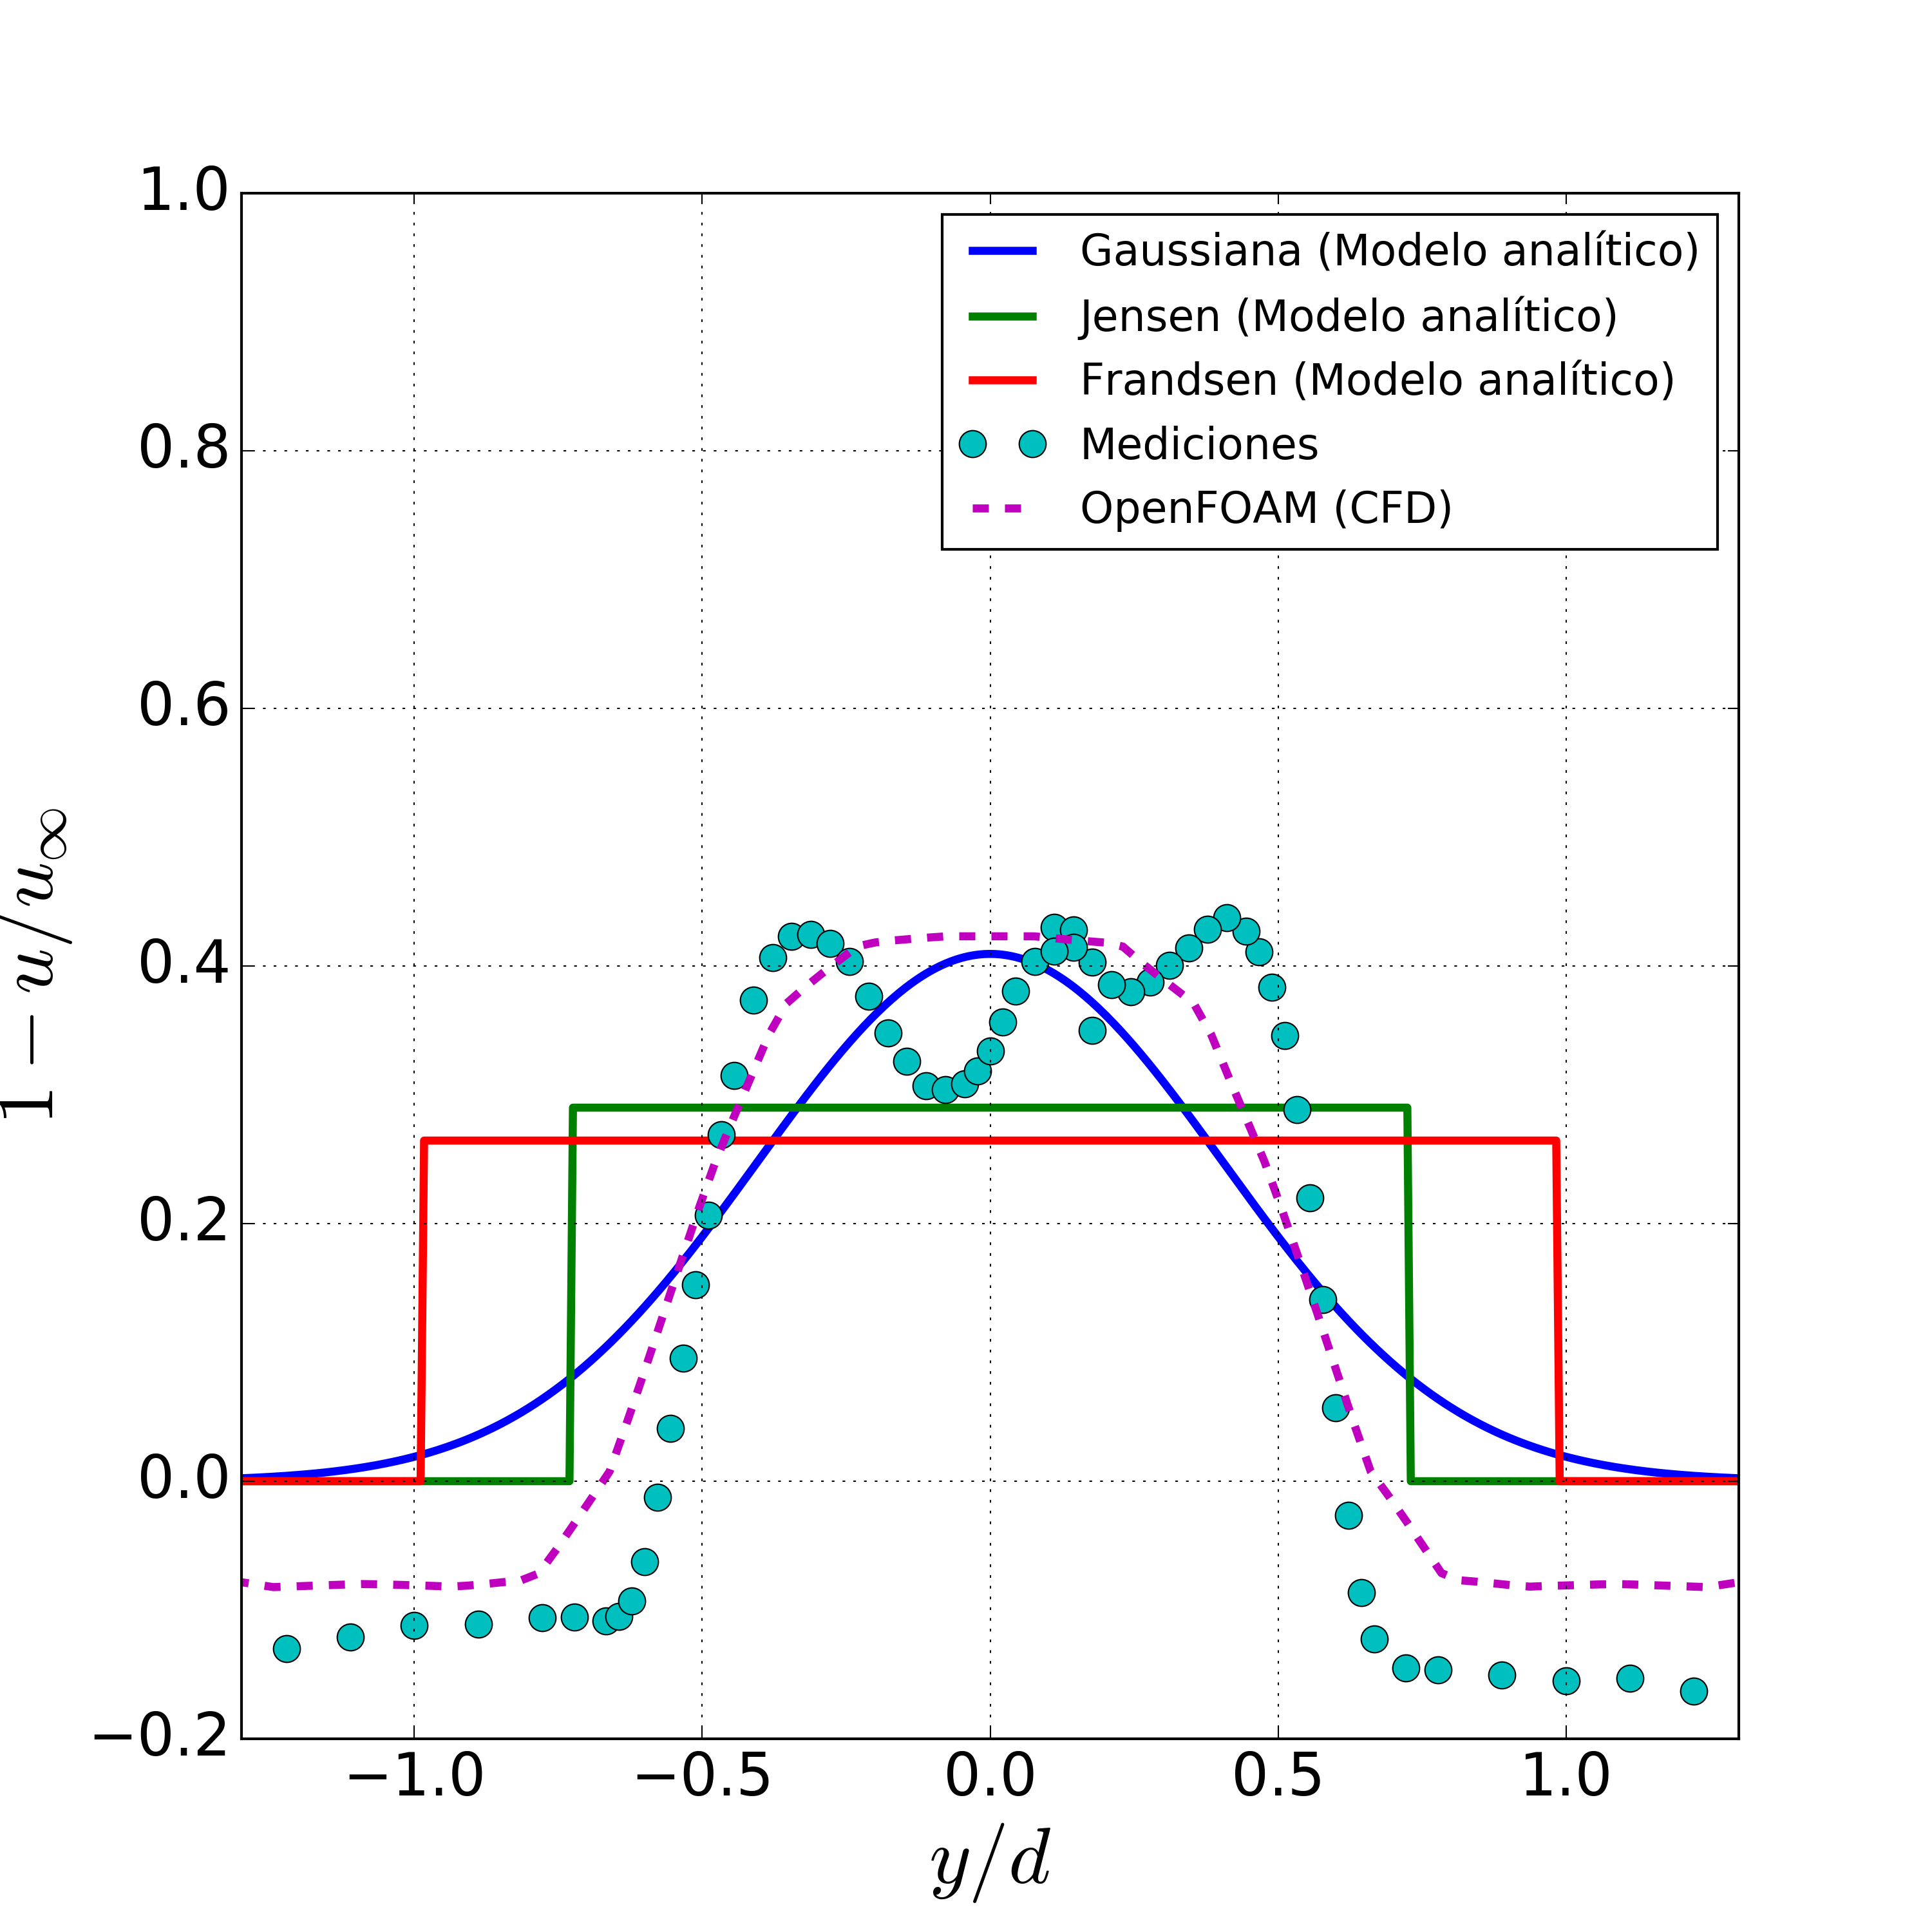 1.0
0.8
0.6
0.4
0.2
0.0
−0.2
1 − u/u∞
Gaussiana (Modelo analítico)
Jensen (Modelo analítico)
Frandsen (Modelo analítico)
Mediciones
OpenFOAM (CFD)
−1.0 −0.5 0.0 0.5 1.0
y/d